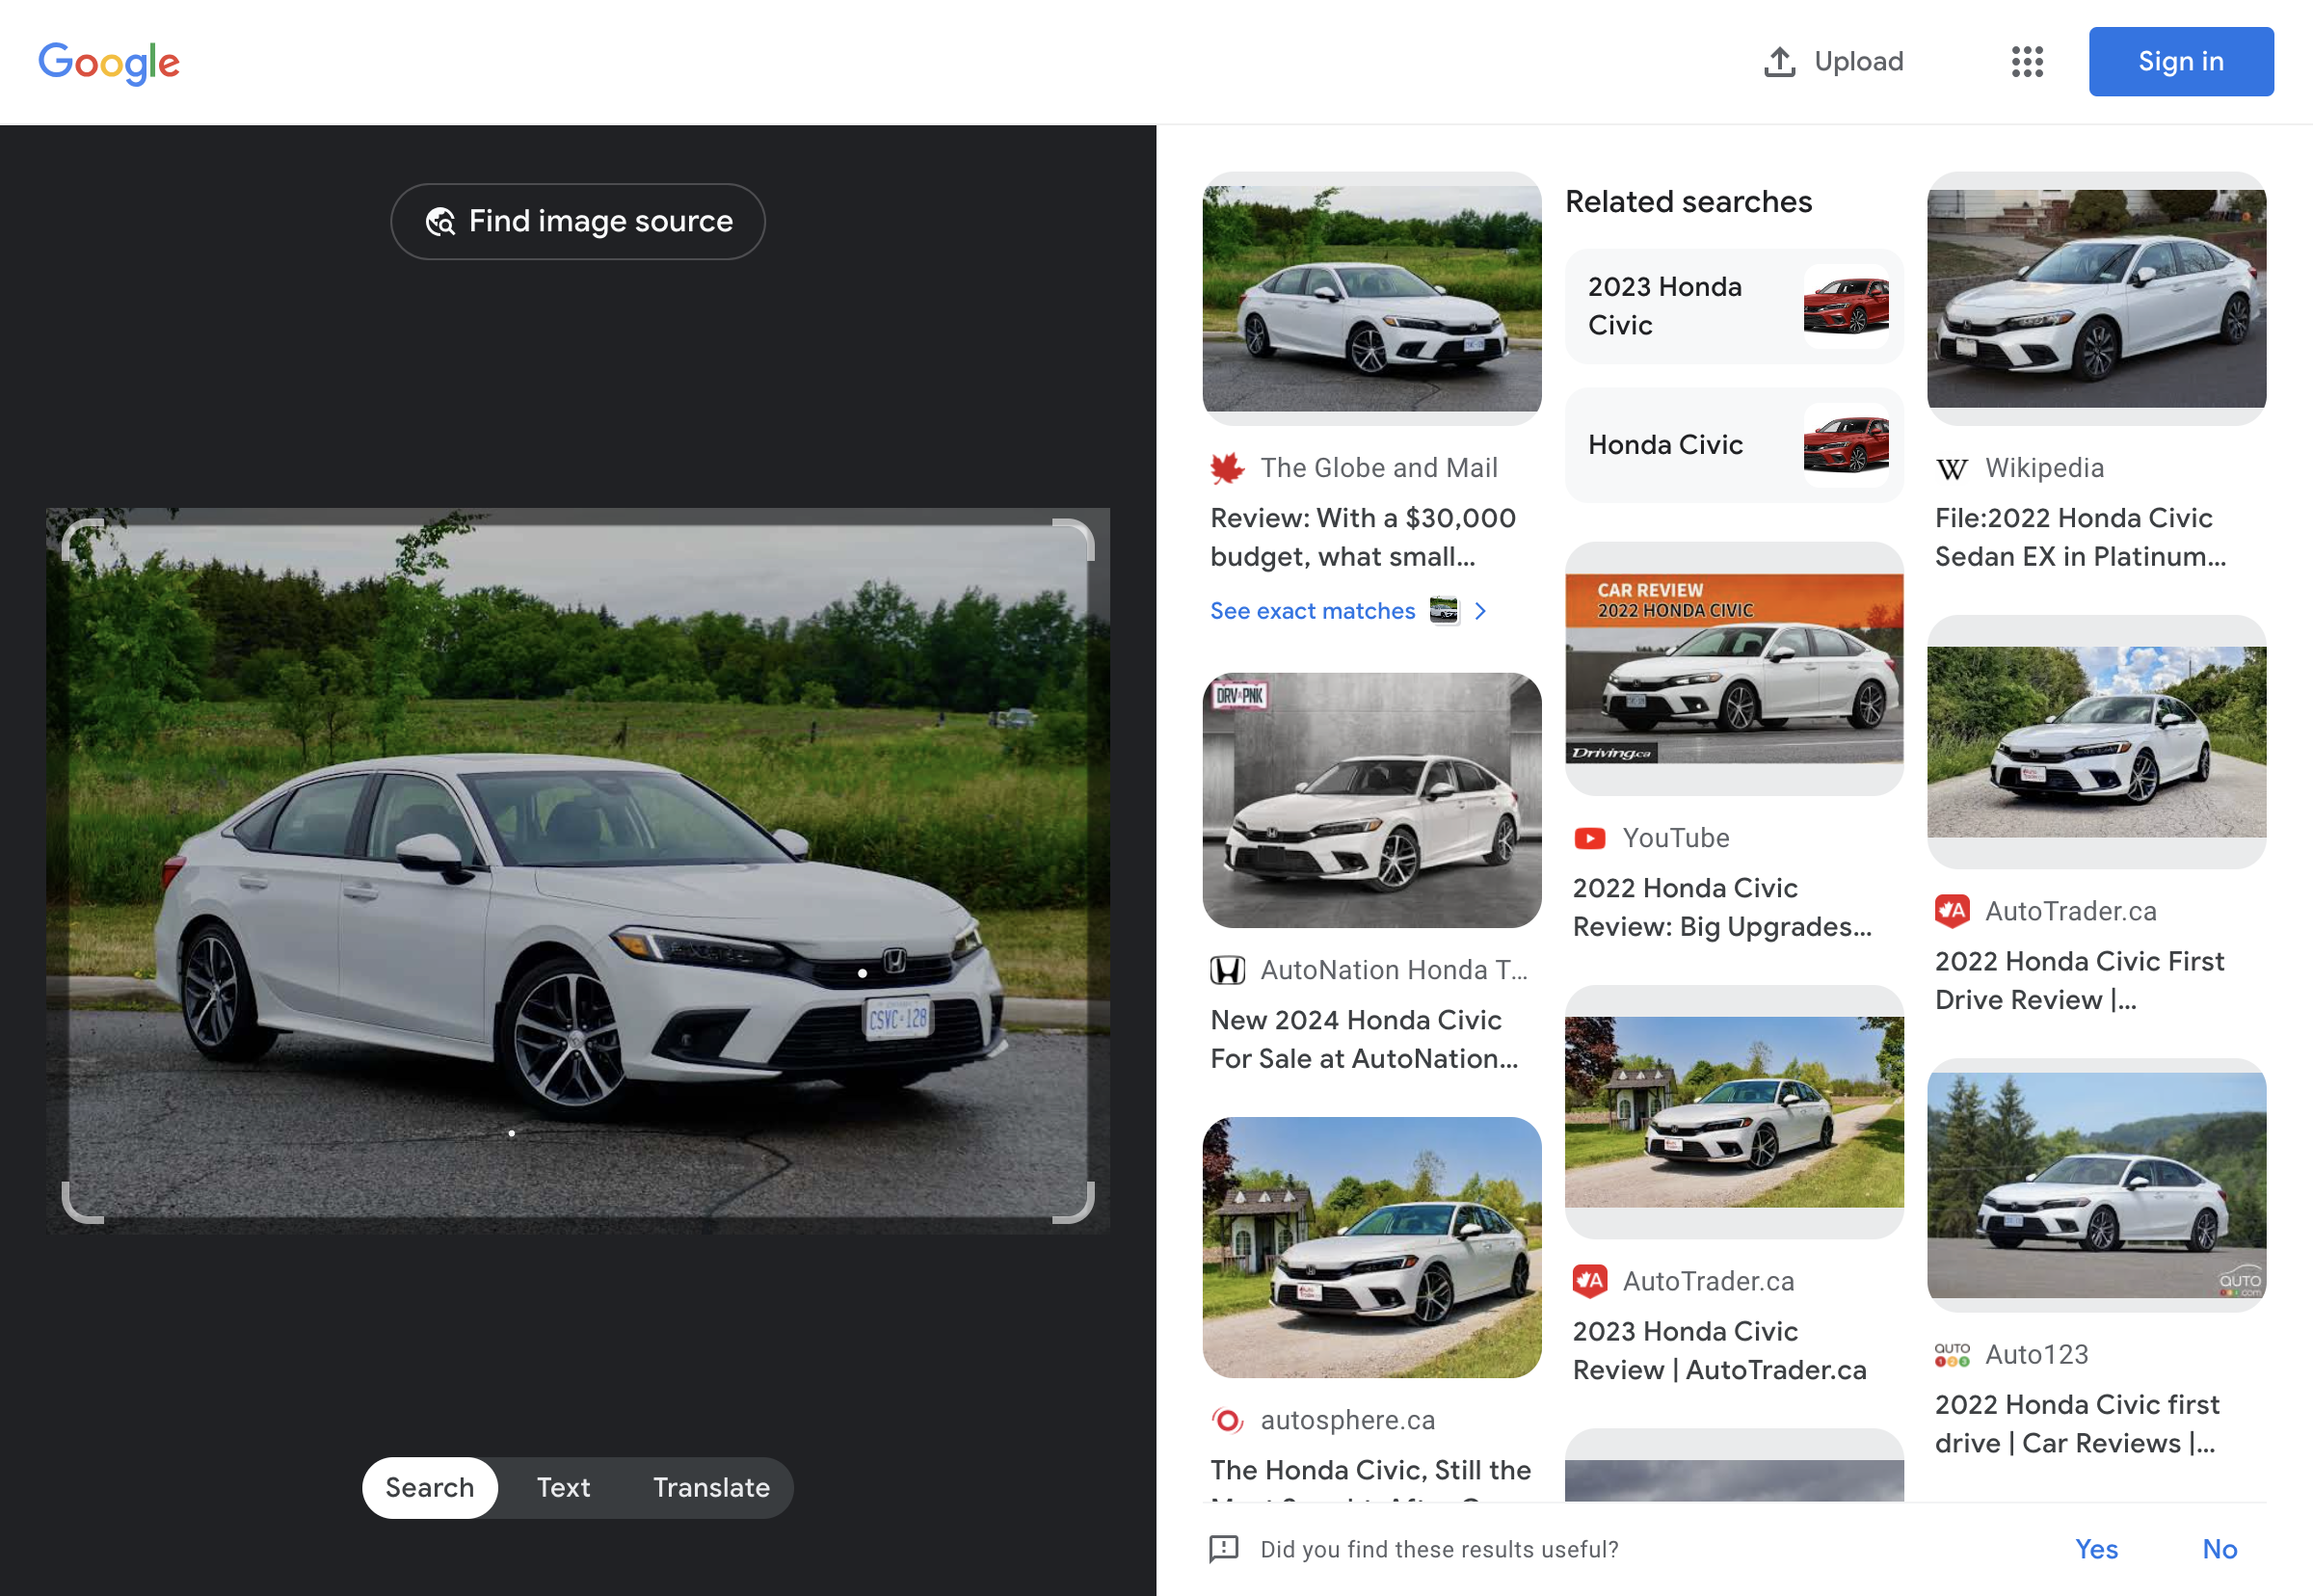 Google
Upload
Sign in
Find image source
CSVC·128
Search
Text
Translate
The Globe and Mail
Review: With a $30,000
budget, what small...
See exact matches
DRV PNK
AutoNation Honda T...
New 2024 Honda Civic
For Sale at AutoNation...
autosphere.ca
The Honda Civic, Still the
Related searches
2023 Honda
Civic
Honda Civic
CAR REVIEW
2022 HONDA CIVIC
Driving.ca
YouTube
2022 Honda Civic
Review: Big Upgrades...
AutoTrader.ca
2023 Honda Civic
Review | AutoTrader.ca
W
Wikipedia
File:2022 Honda Civic
Sedan EX in Platinum...
A
AutoTrader.ca
2022 Honda Civic First
Drive Review |...
AUTO
AUTO
123
Auto123
2022 Honda Civic first
drive | Car Reviews |...
Did you find these results useful?
Yes
No